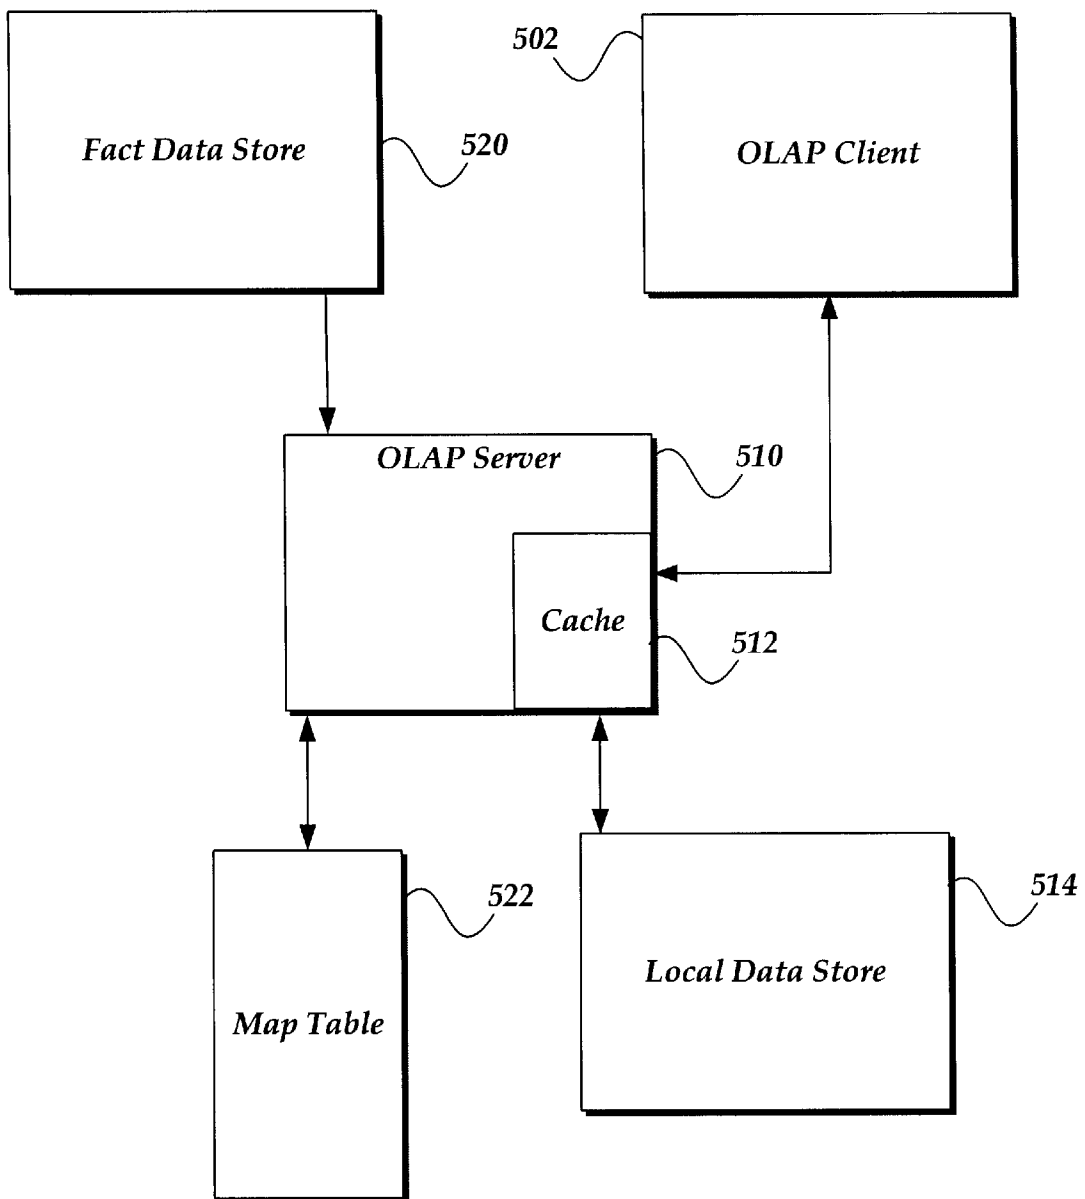 502
Fact Data Store
520
OLAP Client
OLAP Server
510
Cache
512
522
514
Map Table
Local Data Store